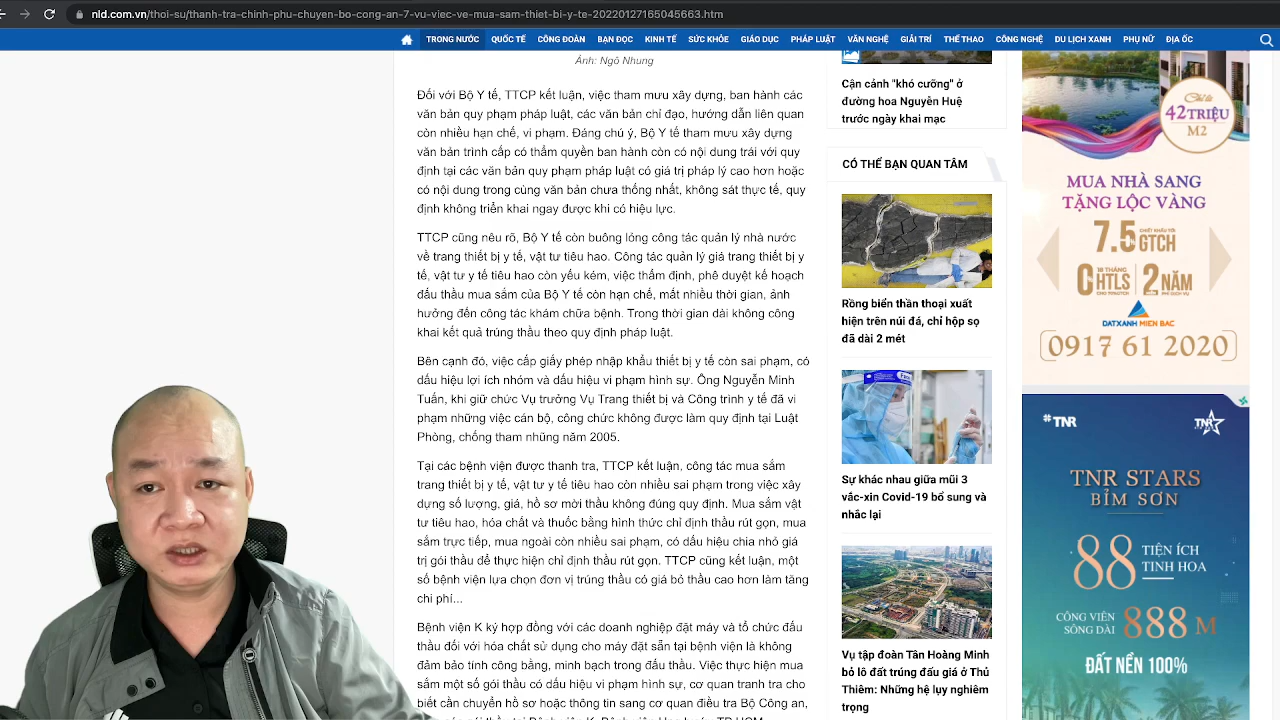 nld.com.vn/thoi-su/thanh-tra-chinh-phu-chuyen-bo-cong-an-7-vu-viec-ve-mua-sam-thiet-bi-y-te-20220127165045663.htm
TRONG NƯỚC QUỐC TẾ CÔNG ĐOÀN BẠN ĐỌC KINH TẾ SỨC KHỎE GIÁO DỤC PHÁP LUẬT VĂN NGHỆ GIẢI TRÍ THỂ THAO CÔNG NGHỆ DU LỊCH XANH PHỤ NỮ ĐỊA ỐC
Ảnh: Ngô Nhung
Đối với Bộ Y tế, TTCP kết luận, việc tham mưu xây dựng, ban hành các
văn bản quy phạm pháp luật, các văn bản chỉ đạo, hướng dẫn liên quan
còn nhiều hạn chế, vi phạm. Đáng chú ý, Bộ Y tế tham mưu xây dựng
văn bản trình cấp có thẩm quyền ban hành còn có nội dung trái với quy
định tại các văn bản quy phạm pháp luật có giá trị pháp lý cao hơn hoặc
có nội dung trong cùng văn bản chưa thống nhất, không sát thực tế, quy
định không triển khai ngay được khi có hiệu lực.
TTCP cũng nêu rõ, Bộ Y tế còn buông lỏng công tác quản lý nhà nước
về trang thiết bị y tế, vật tư tiêu hao. Công tác quản lý giá trang thiết bị y
tế, vật tư y tế tiêu hao còn yếu kém, việc thẩm định, phê duyệt kế hoạch
đấu thầu mua sắm của Bộ Y tế còn hạn chế, mất nhiều thời gian, ảnh
hưởng đến công tác khám chữa bệnh. Trong thời gian dài không công
khai kết quả trúng thầu theo quy định pháp luật.
Bên cạnh đó, việc cấp giấy phép nhập khẩu thiết bị y tế còn sai phạm, có
dấu hiệu lợi ích nhóm và dấu hiệu vi phạm hình sự. Ông Nguyễn Minh
Tuấn, khi giữ chức Vụ trưởng Vụ Trang thiết bị và Công trình y tế đã vi
phạm những việc cán bộ, công chức không được làm quy định tại Luật
Phòng, chống tham nhũng năm 2005.
Tại các bệnh viện được thanh tra, TTCP kết luận, công tác mua sắm
trang thiết bị y tế, vật tư tiêu hao còn nhiều sai phạm trong việc xây
dựng số lượng, giá, hồ sơ mời thầu không đúng quy định. Mua sắm vật
tư tiêu hao, hóa chất và thuốc bằng hình thức chỉ định thầu rút gọn, mua
sắm trực tiếp, mua ngoài còn nhiều sai phạm, có dấu hiệu chia nhỏ giá
trị gói thầu để thực hiện chỉ định thầu rút gọn. TTCP cũng kết luận, một
số bệnh viện lựa chọn đơn vị trúng thầu có giá bỏ thầu cao hơn làm tăng
chi phí...
Bệnh viện K ký hợp đồng với các doanh nghiệp đặt máy và tổ chức đấu
thầu đối với hóa chất sử dụng trên máy đặt sẵn tại bệnh viện là không
đảm bảo tính công bằng, minh bạch trong đấu thầu. Việc thực hiện mua
sắm một số gói thầu có dấu hiệu vi phạm hình sự, cơ quan tranh tra cho
biết cần chuyển hồ sơ hoặc thông tin sang cơ quan điều tra Bộ Công an,
Cận cảnh "khó cưỡng" ở
đường hoa Nguyễn Huệ
trước ngày khai mạc
CÓ THỂ BẠN QUAN TÂM
Rồng biển thần thoại xuất
hiện trên núi đá, chỉ hộp sọ
đã dài 2 mét
Sự khác nhau giữa mũi 3
vắc-xin Covid-19 bổ sung và
nhắc lại
Vụ tập đoàn Tân Hoàng Minh
bỏ lô đất trúng đấu giá ở Thủ
Thiêm: Những hệ lụy nghiêm
trọng
Chỉ từ
42TRIỆU
M2
MUA NHÀ SANG
TẶNG LỘC VÀNG
7.5% CHIẾT KHẤU TỚI GTCH
0% 18 THÁNG HTLS
2 NĂM
DATXANH MIEN BAC
0917 61 2020
#TNR
TNR
TNR STARS
BỈM SƠN
88 TIỆN ÍCH
TINH HOA
CÔNG VIÊN
SÔNG DÀI 888 M
ĐẤT NỀN 100%